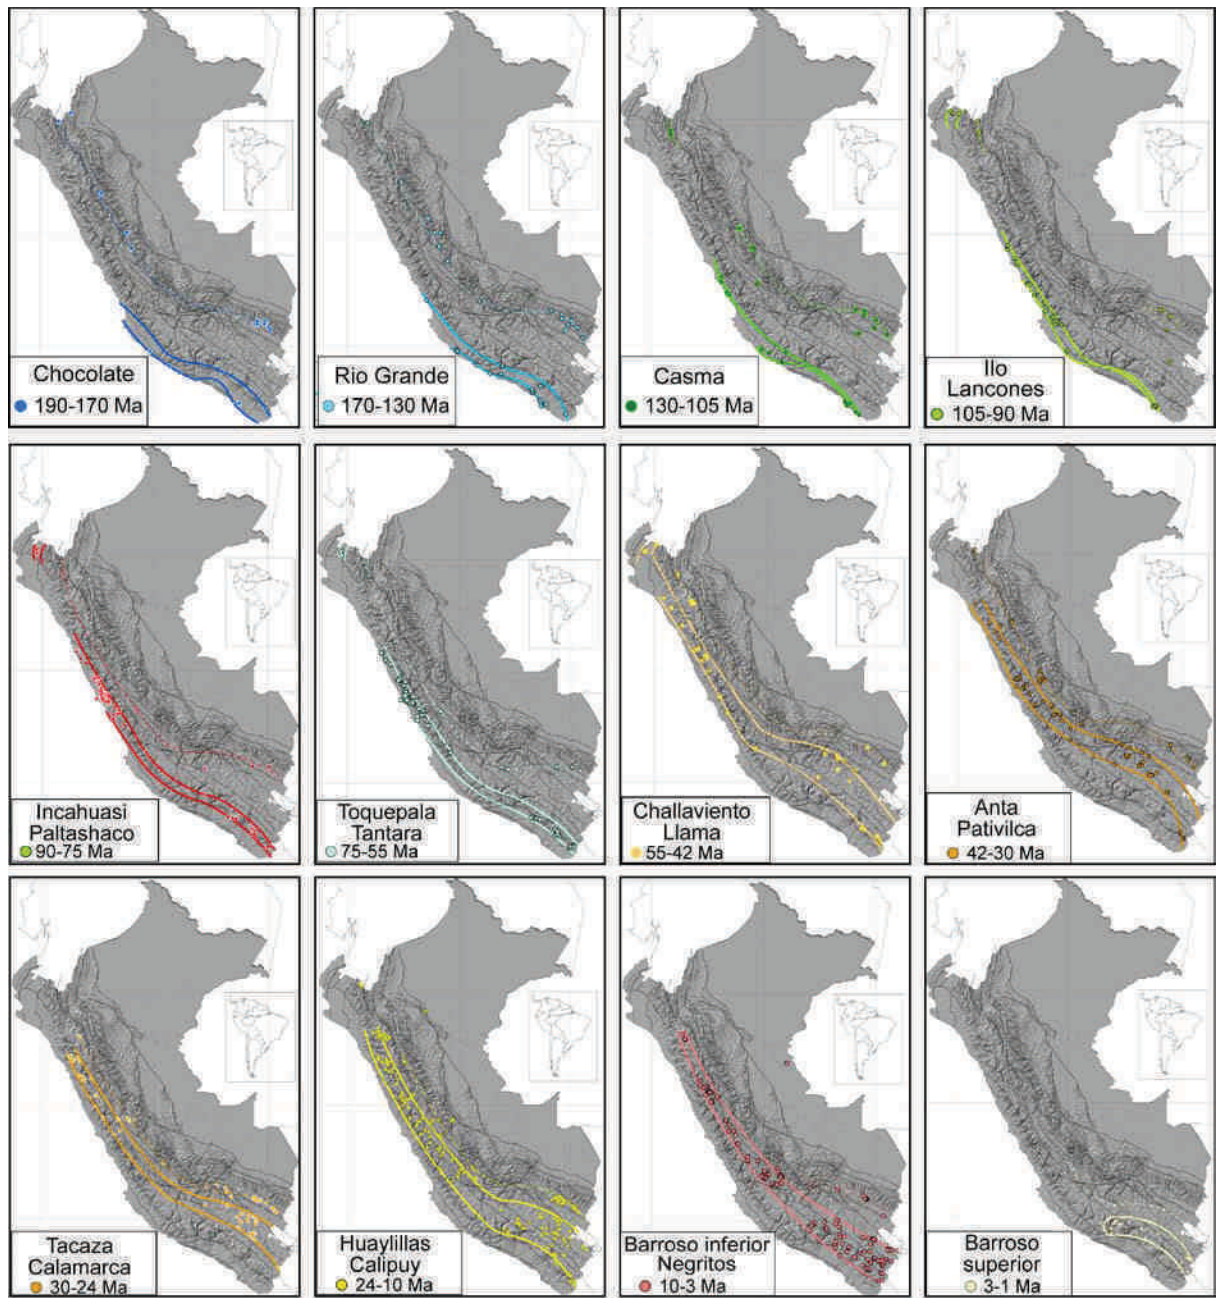 Chocolate
190-170 Ma
Rio Grande
170-130 Ma
Casma
130-105 Ma
Ilo
Lancones
105-90 Ma
Incahuasi
Paltashaco
90-75 Ma
Toquepala
Tantara
75-55 Ma
Challaviento
Llama
55-42 Ma
Anta
Pativilca
42-30 Ma
Tacaza
Calamarca
30-24 Ma
Huaylillas
Calipuy
24-10 Ma
Barroso inferior
Negritos
10-3 Ma
Barroso
superior
3-1 Ma